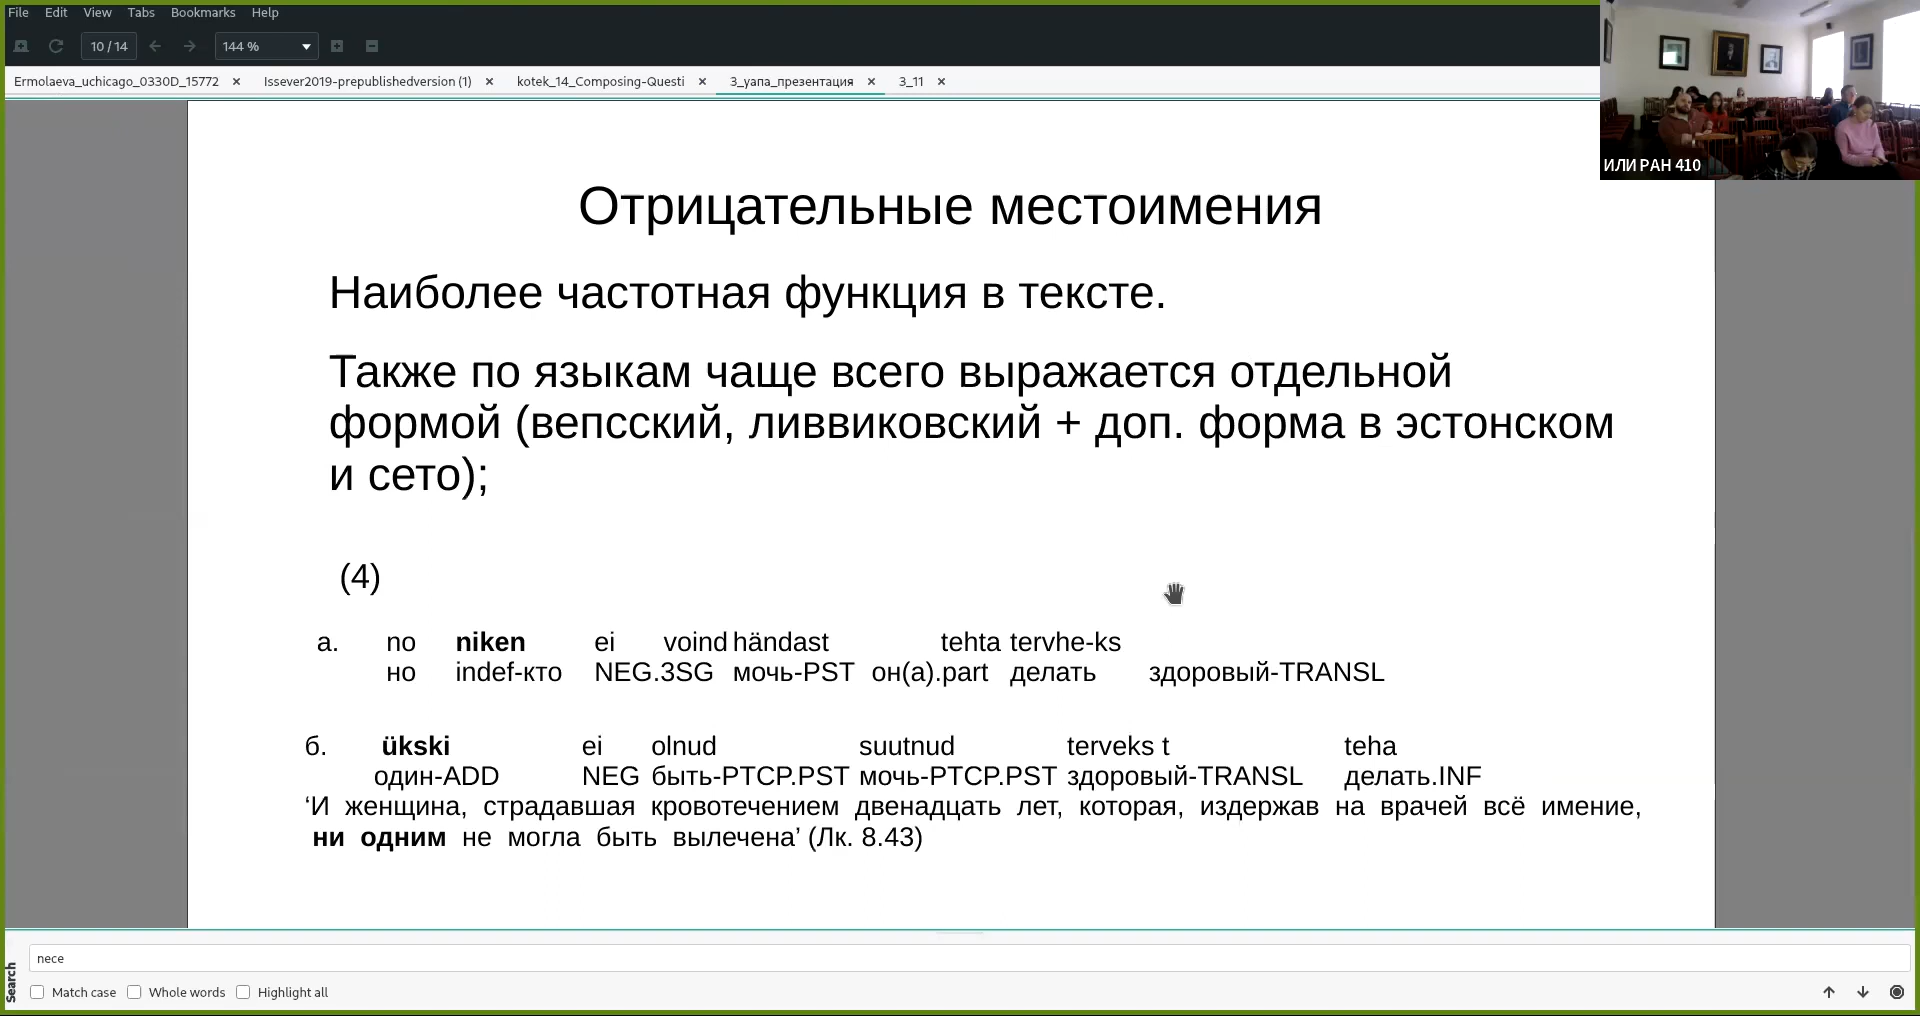 File Edit View Tabs Bookmarks Help
10 / 14 144 %
Ermolaeva_uchicago_0330D_15772 Issever2019-prepublishedversion (1) kotek_14_Composing-Questi 3_уапа_презентация 3_11
ИЛИ РАН 410
Отрицательные местоимения
Наиболее частотная функция в тексте.
Также по языкам чаще всего выражается отдельной
формой (вепсский, ливвиковский + доп. форма в эстонском
и сето);
(4)
а. no niken ei voind händast tehta tervhe-ks
но indef-кто NEG.3SG мочь-PST он(а).part делать здоровый-TRANSL
б. ükski ei olnud suutnud terveks t teha
один-ADD NEG быть-PTCP.PST мочь-PTCP.PST здоровый-TRANSL делать.INF
‘И женщина, страдавшая кровотечением двенадцать лет, которая, издержав на врачей всё имение,
ни одним не могла быть вылечена’ (Лк. 8.43)
Search
nece
Match case Whole words Highlight all